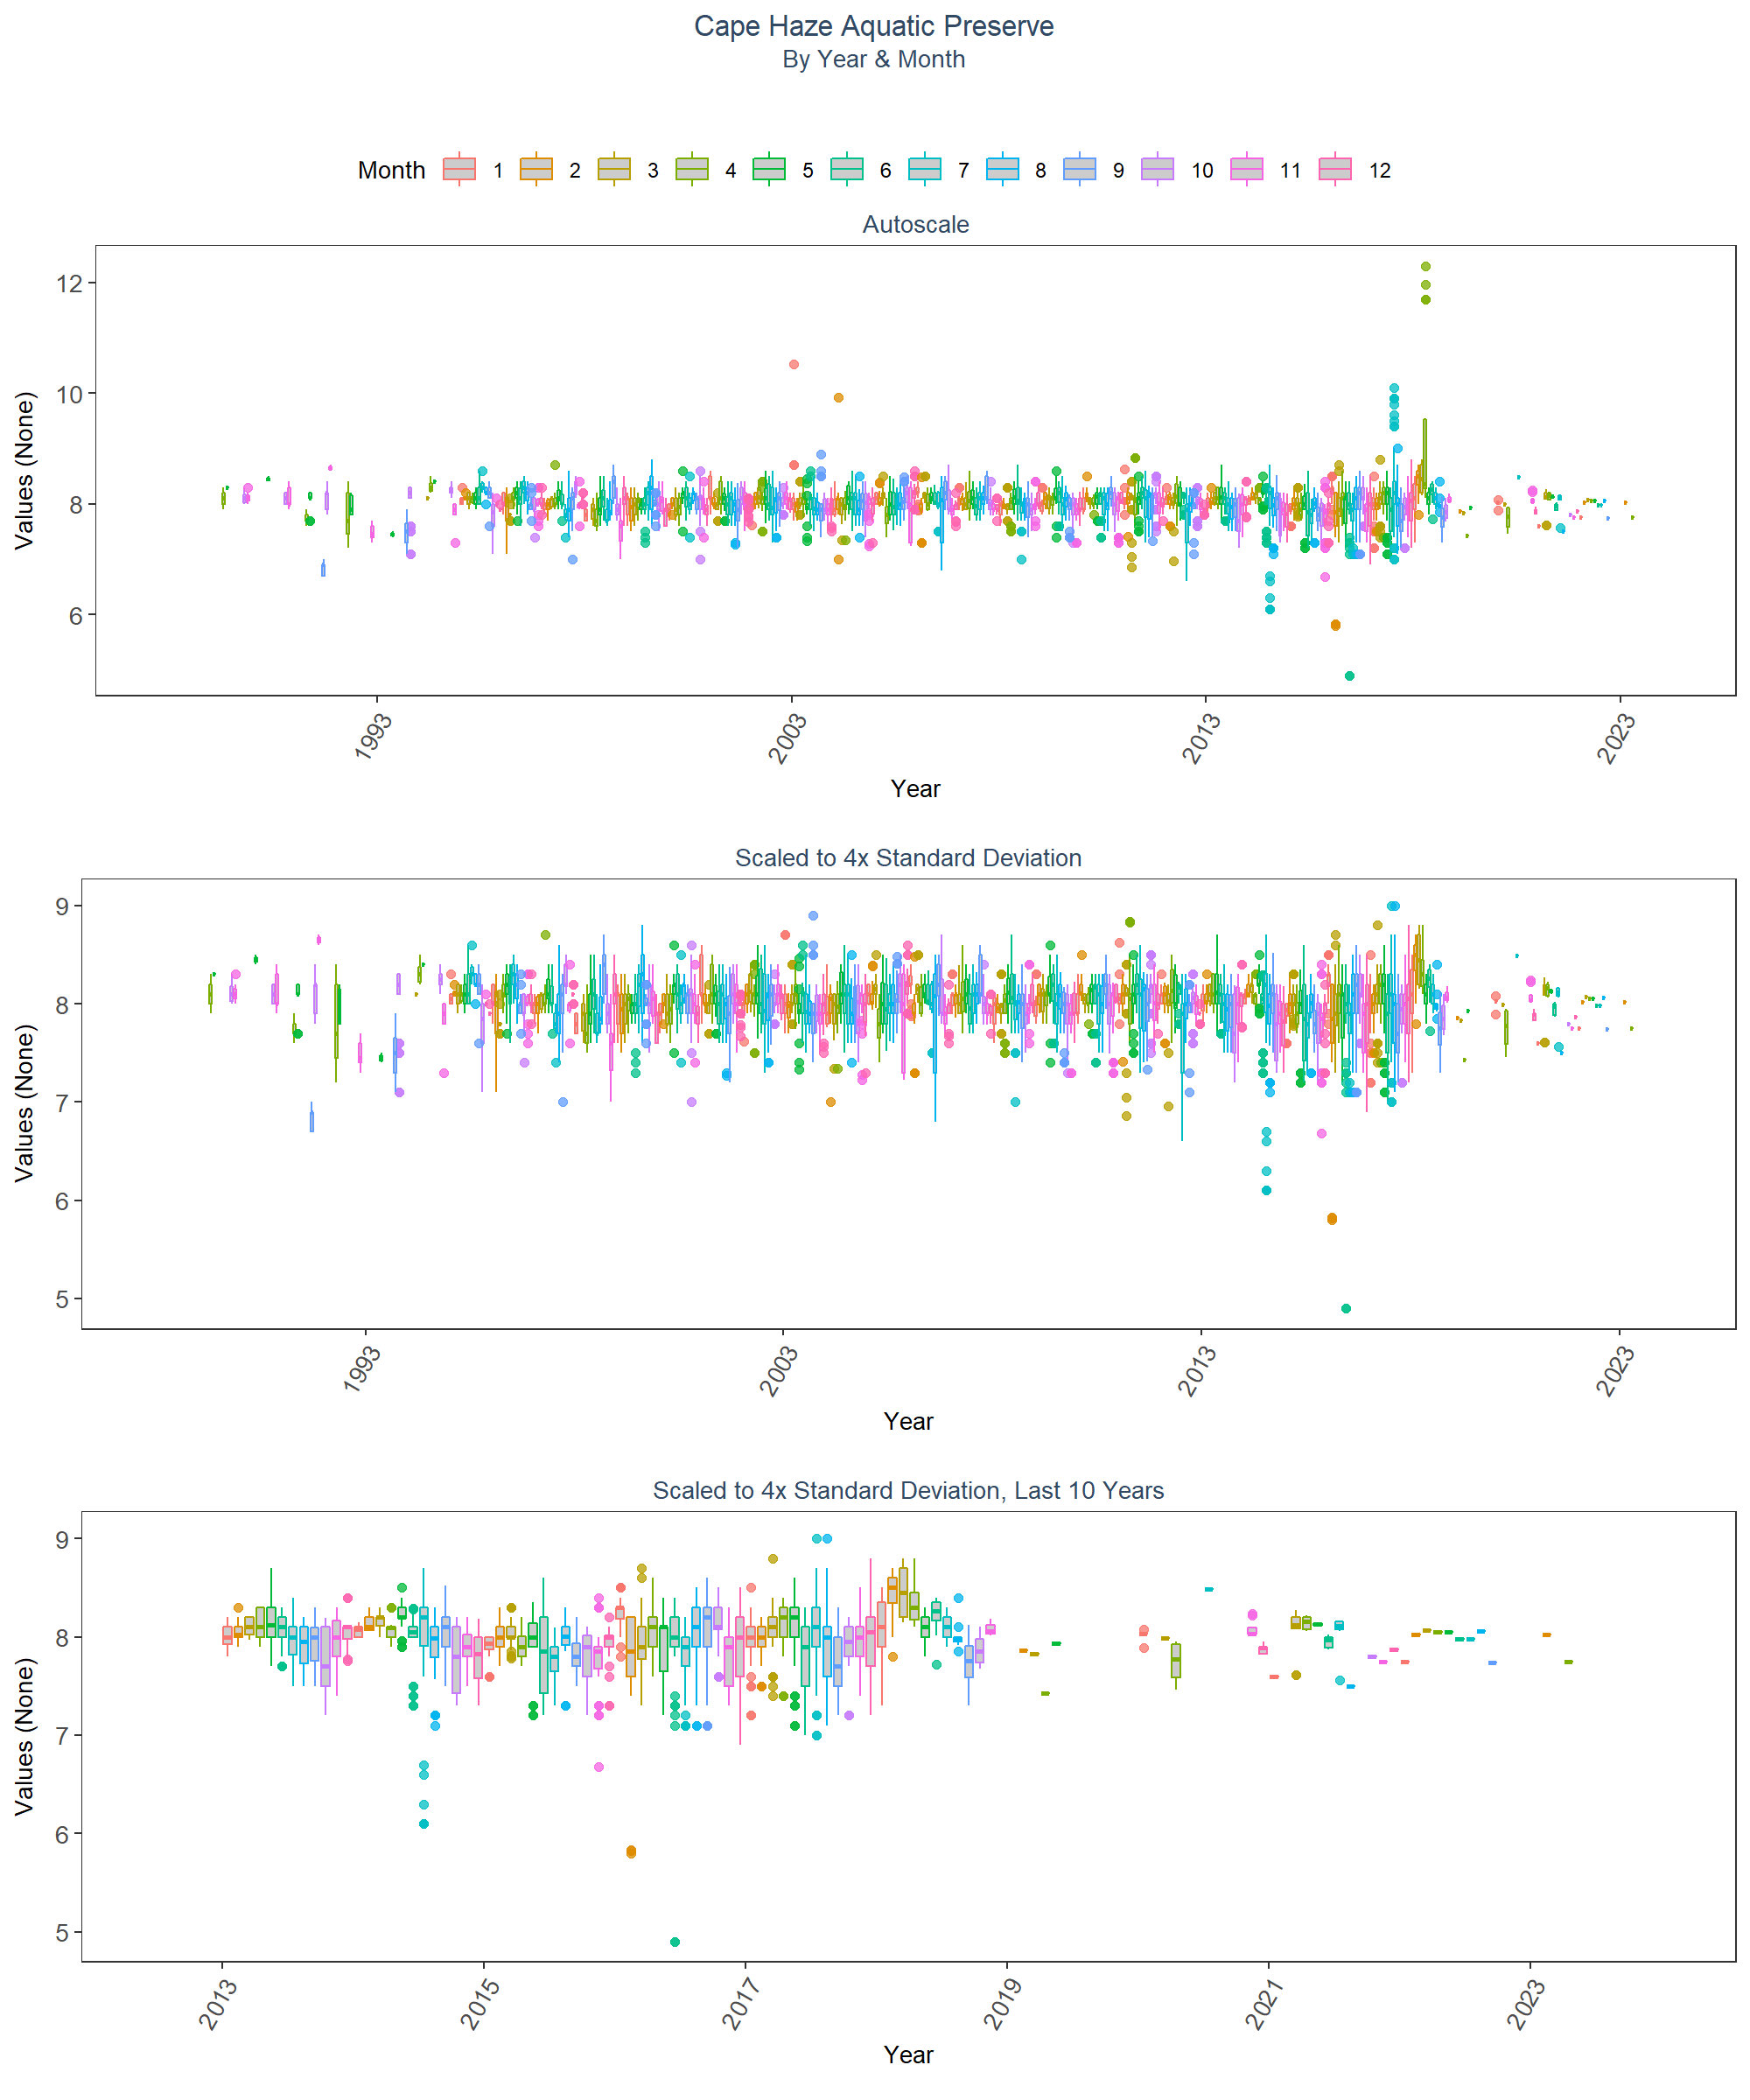 Cape Haze Aquatic Preserve
By Year & Month
Month 1 2 3 4 5 6 7 8 9 10 11 12
Autoscale
Values (None)
12
10
8
6
1993 2003 2013 2023
Year
Scaled to 4x Standard Deviation
Values (None)
9
8
7
6
5
1993 2003 2013 2023
Year
Scaled to 4x Standard Deviation, Last 10 Years
Values (None)
9
8
7
6
5
2013 2015 2017 2019 2021 2023
Year